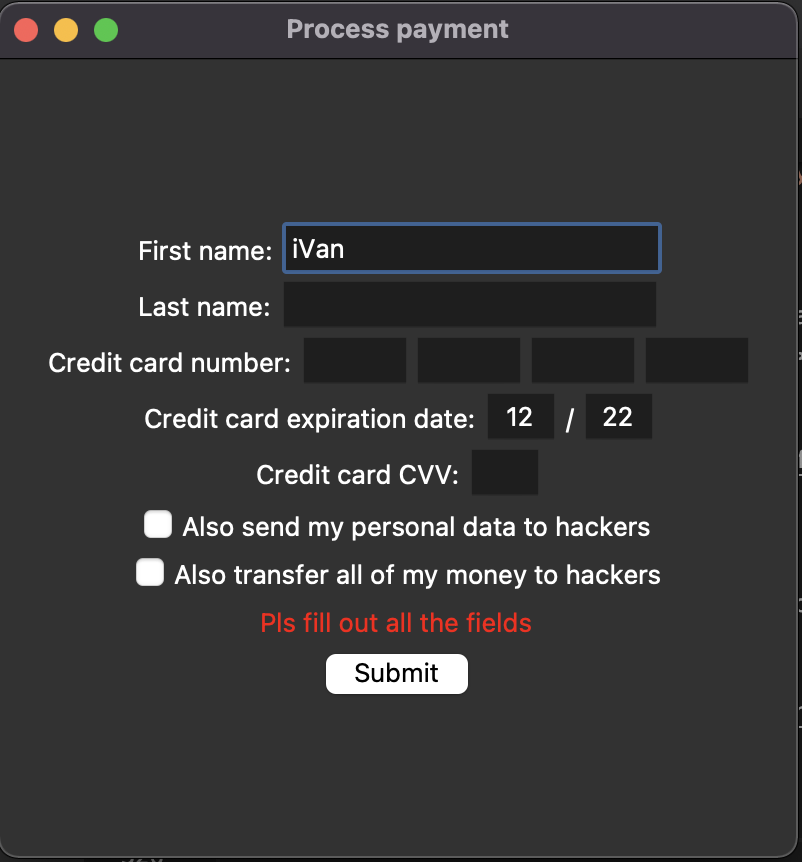 Process payment
First name: iVan
Last name:
Credit card number:
Credit card expiration date: 12 / 22
Credit card CVV:
Also send my personal data to hackers
Also transfer all of my money to hackers
Pls fill out all the fields
Submit